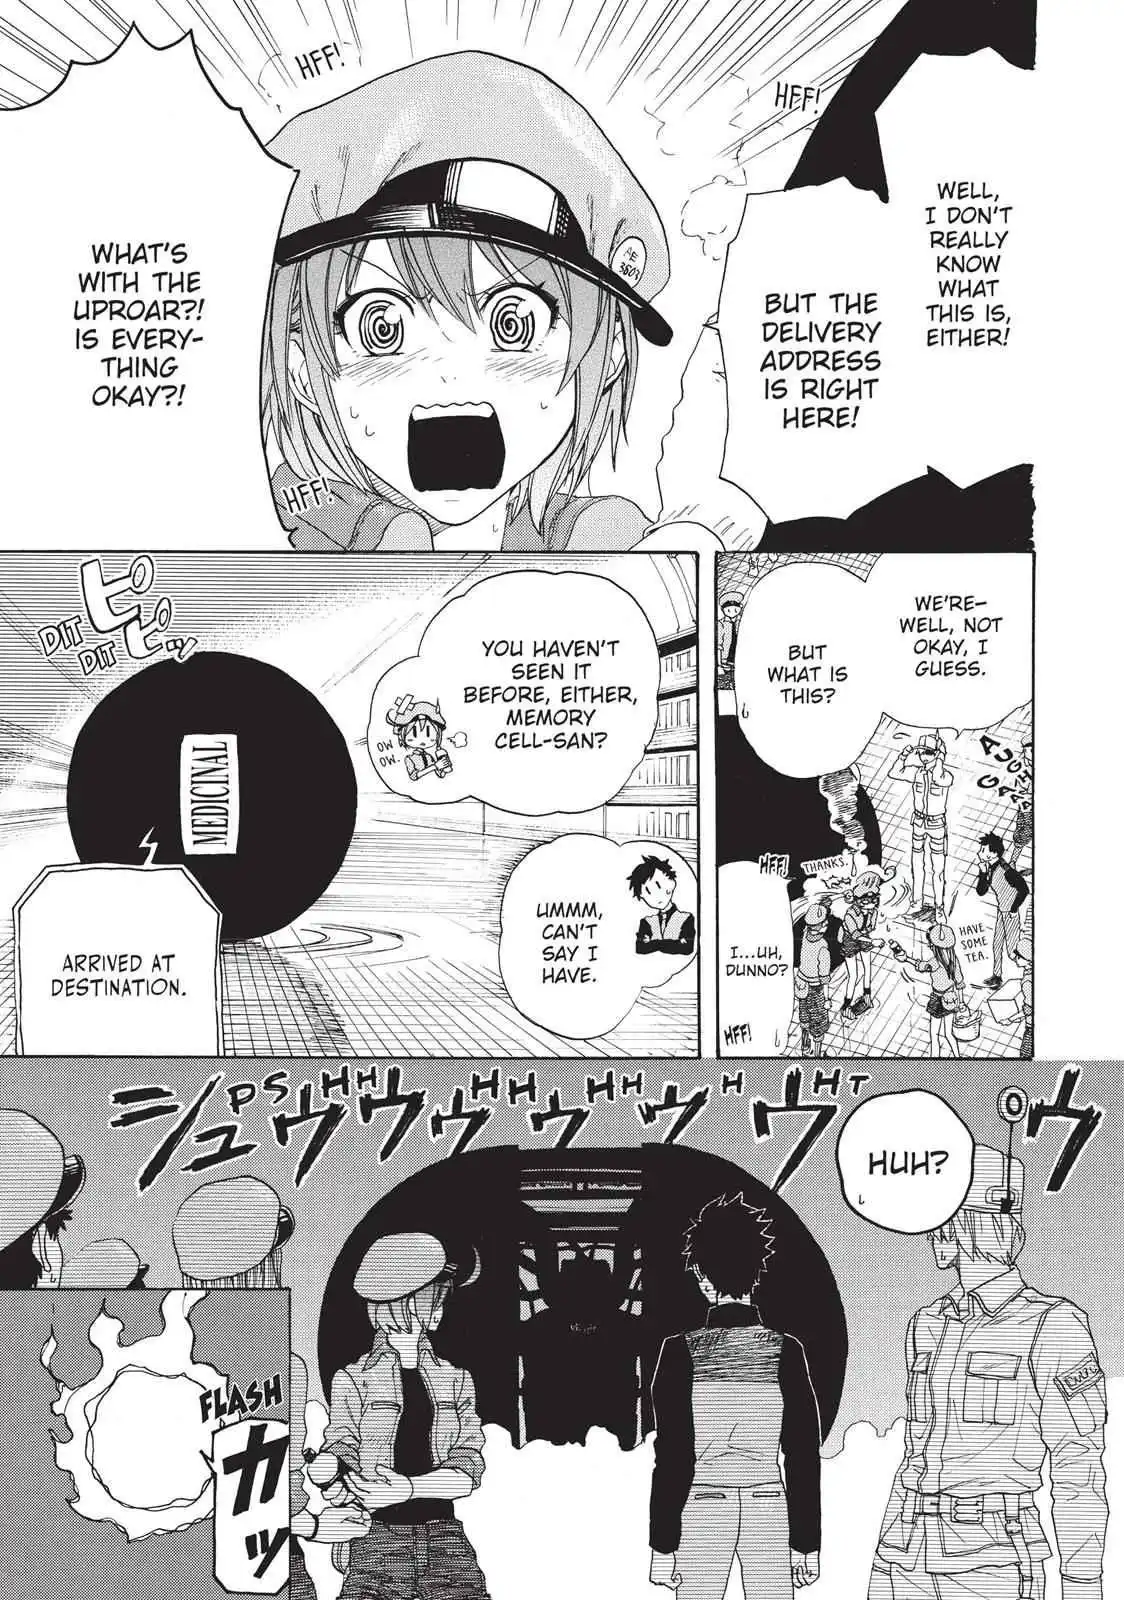 WELL,
I DON'T
REALLY
KNOW
WHAT
THIS IS,
EITHER!
BUT THE
DELIVERY
ADDRESS
IS RIGHT
HERE!
HFF!
HFF!
AE
3803
WHAT'S
WITH THE
UPROAR?!
IS EVERY-
THING
OKAY?!
HFF!
WE'RE-
WELL, NOT
OKAY, I
GUESS.
BUT
WHAT IS
THIS?
HFF!
THANKS.
HAVE
SOME
TEA.
I...UH,
DUNNO?
HFF!
YOU HAVEN'T
SEEN IT
BEFORE, EITHER,
MEMORY
CELL-SAN?
OW
OW.
UMMM,
CAN'T
SAY I
HAVE.
ピピッ
DIT
DIT
MEDICINAL
ARRIVED AT
DESTINATION.
シュウウウウウウウ
PSHHHHHHHHT
HUH?
FLASH
カッ